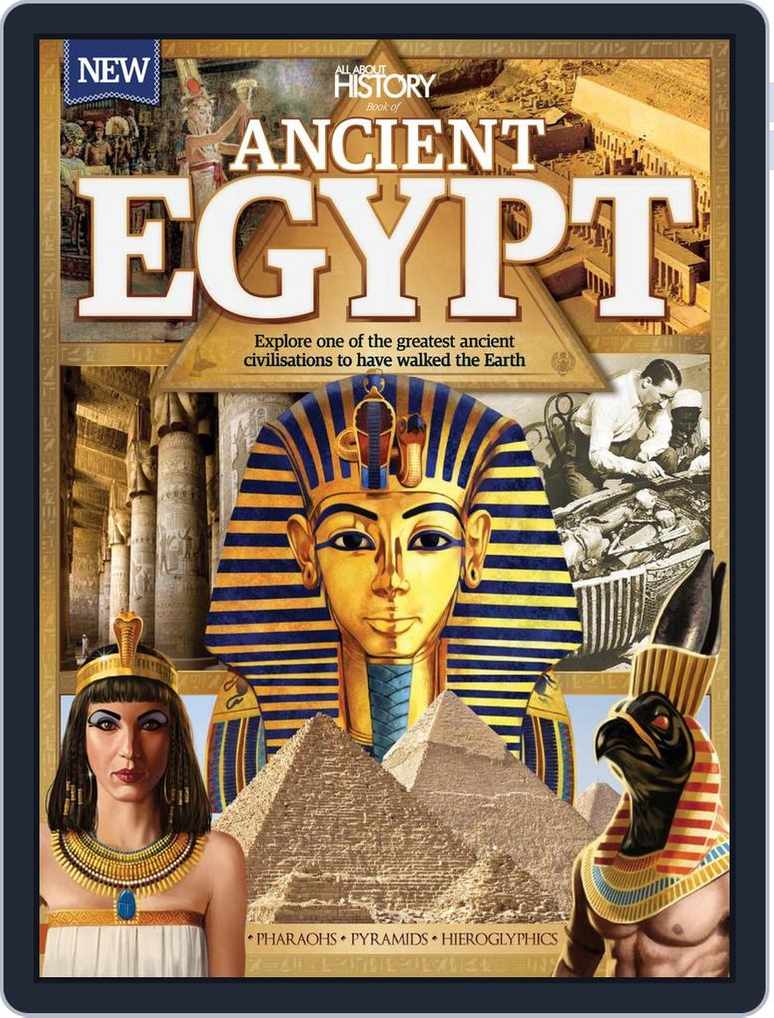 NEW
ALL ABOUT
HISTORY
Book of
ANCIENT
EGYPT
Explore one of the greatest ancient
civilisations to have walked the Earth
• PHARAOHS • PYRAMIDS • HIEROGLYPHICS